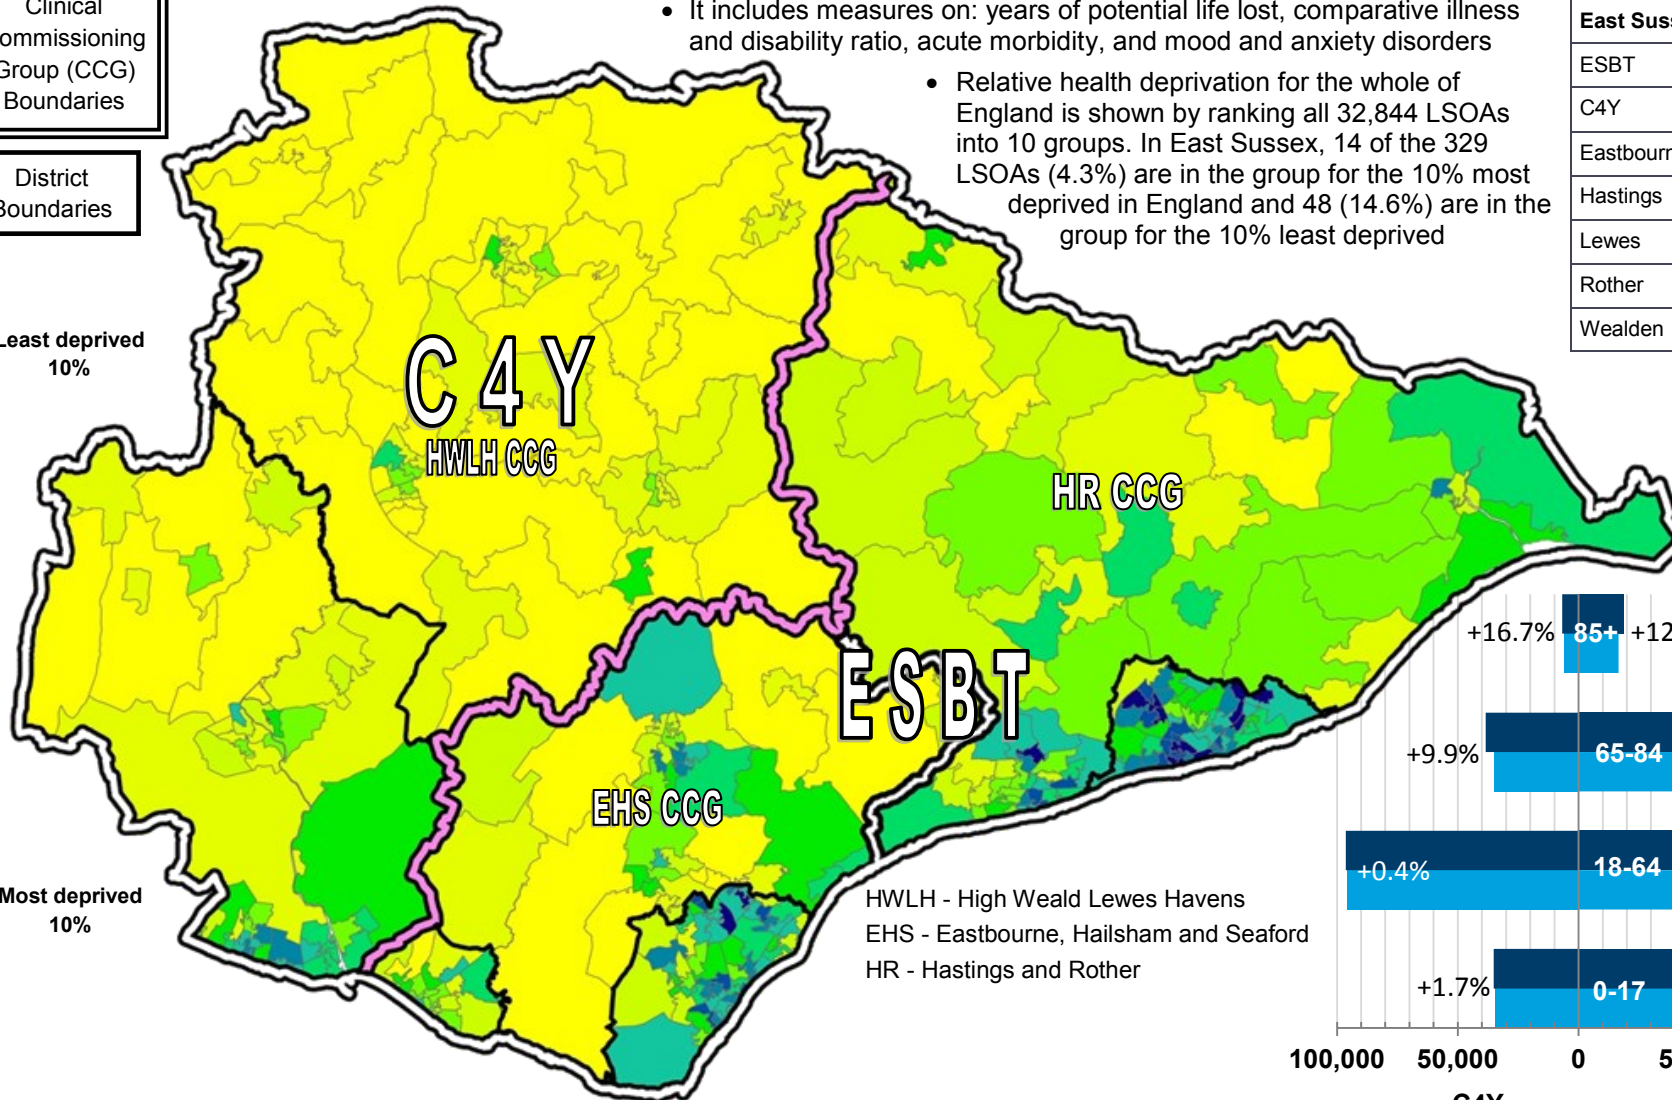 Clinical
ommissioning
Group (CCG)
Boundaries
District
Boundaries
• It includes measures on: years of potential life lost, comparative illness
and disability ratio, acute morbidity, and mood and anxiety disorders
• Relative health deprivation for the whole of
England is shown by ranking all 32,844 LSOAs
into 10 groups. In East Sussex, 14 of the 329
LSOAs (4.3%) are in the group for the 10% most
deprived in England and 48 (14.6%) are in the
group for the 10% least deprived
East Suss
ESBT
C4Y
Eastbourn
Hastings
Lewes
Rother
Wealden
Least deprived
10%
C4Y
HWLH CCG
HR CCG
ESBT
EHS CCG
Most deprived
10%
HWLH - High Weald Lewes Havens
EHS - Eastbourne, Hailsham and Seaford
HR - Hastings and Rother
+16.7% 85+ +12
+9.9% 65-84
+0.4% 18-64
+1.7% 0-17
100,000 50,000 0 5
C4Y